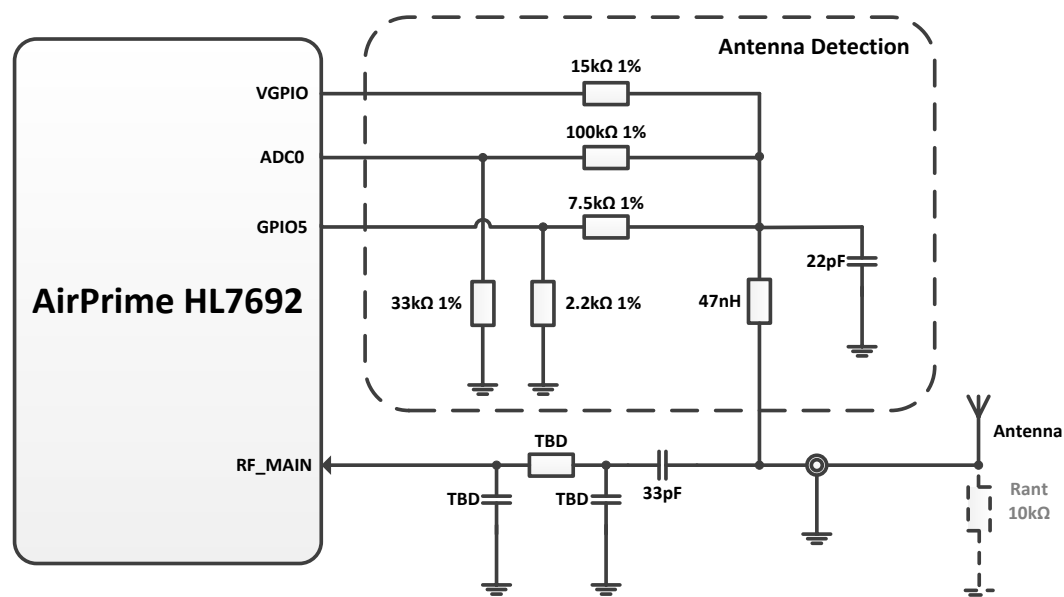 Antenna Detection
15kΩ 1%
VGPIO
100kΩ 1%
ADC0
7.5kΩ 1%
GPIO5
22pF
AirPrime HL7692
33kΩ 1%
2.2kΩ 1%
47nH
Antenna
TBD
RF_MAIN
TBD
TBD
33pF
Rant
10kΩ